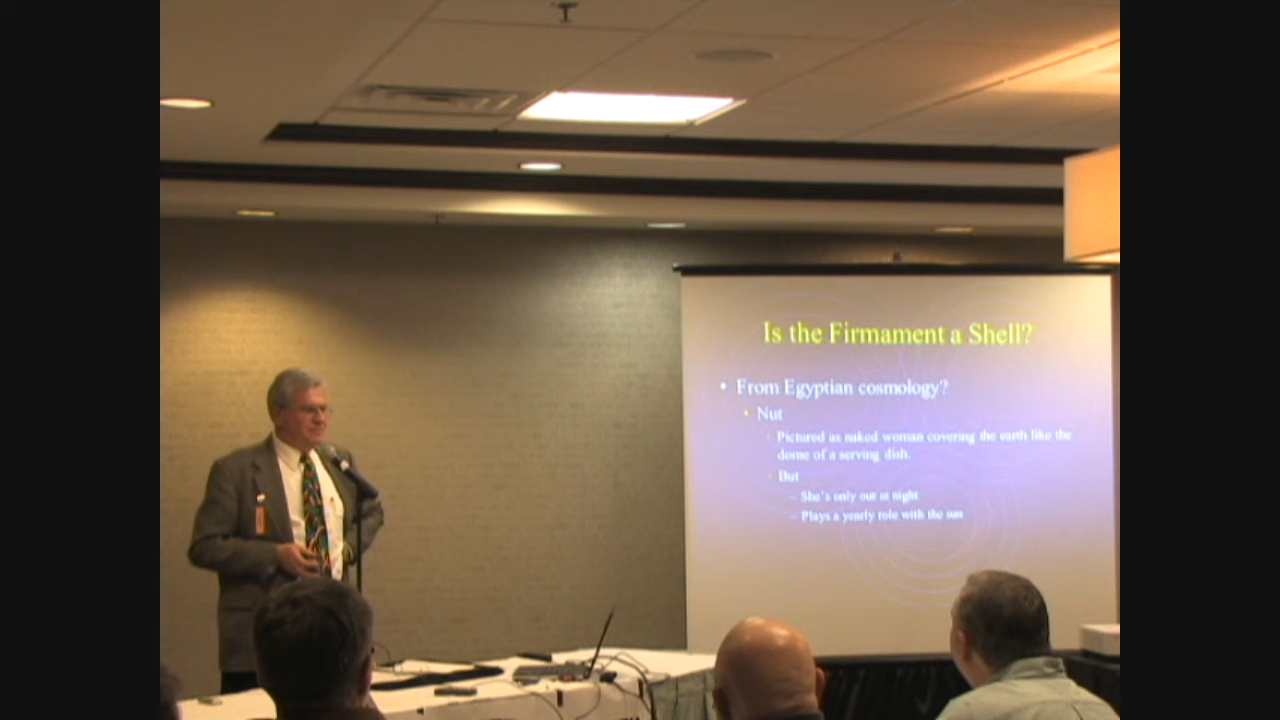 Is the Firmament a Shell?
• From Egyptian cosmology?
• Nut
• Pictured as naked woman covering the earth like the
dome of a serving dish.
• But
– She's only out at night
– Plays a yearly role with the sun